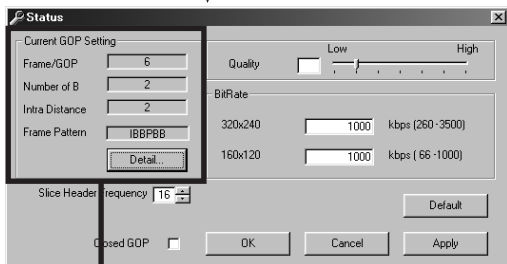 Status
Current GOP Setting
Frame/GOP 6
Number of B 2
Intra Distance 2
Frame Pattern IBBPBB
Detail...
Quality Low High
BitRate
320x240 1000 kbps (260-3500)
160x120 1000 kbps ( 66 -1000)
Slice Header requency 16
Default
osed GOP
OK Cancel Apply